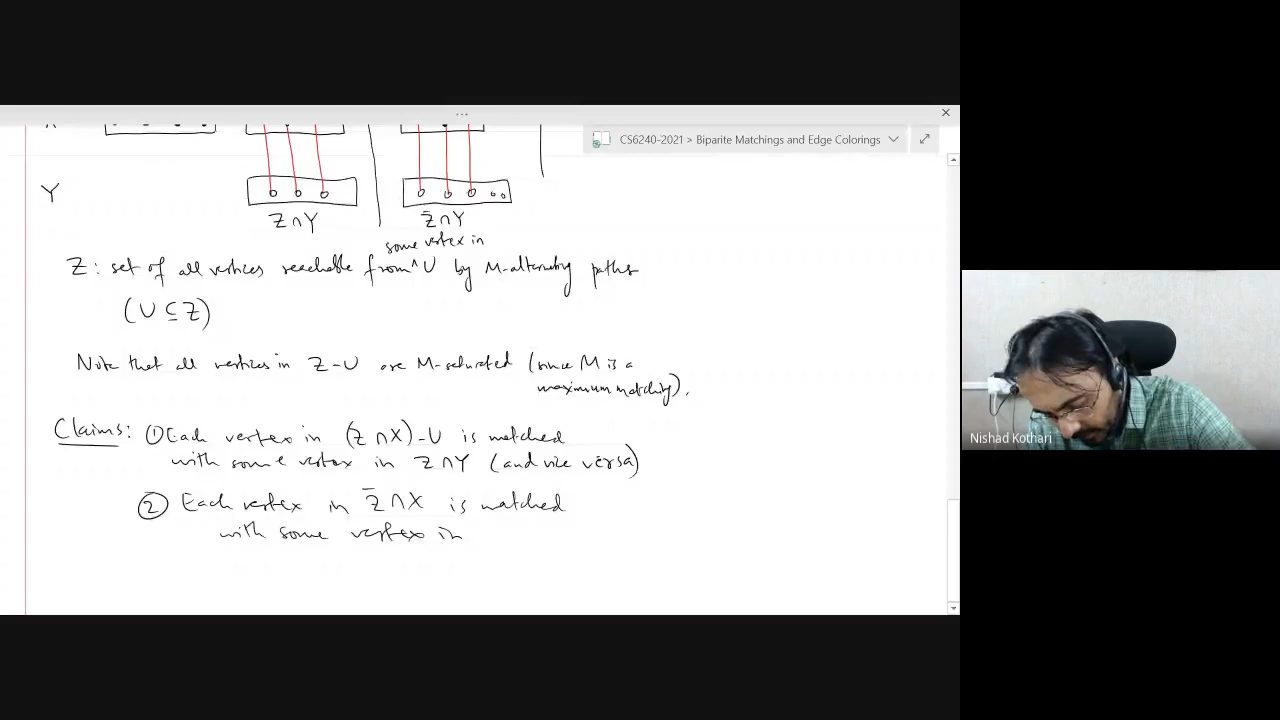 CS6240-2021 > Biparite Matchings and Edge Colorings
Y
Z∩Y
Z̄∩Y
some vertex in
Z: set of all vertices reachable from ^ U by M-alternating paths
(U ⊆ Z)
Note that all vertices in Z-U are M-saturated (since M is a
maximum matching).
Claims: ① Each vertex in (Z∩X)-U is matched
with some vertex in Z∩Y (and vice versa)
② Each vertex in Z̄∩X is matched
with some vertex in
Nishad Kothari